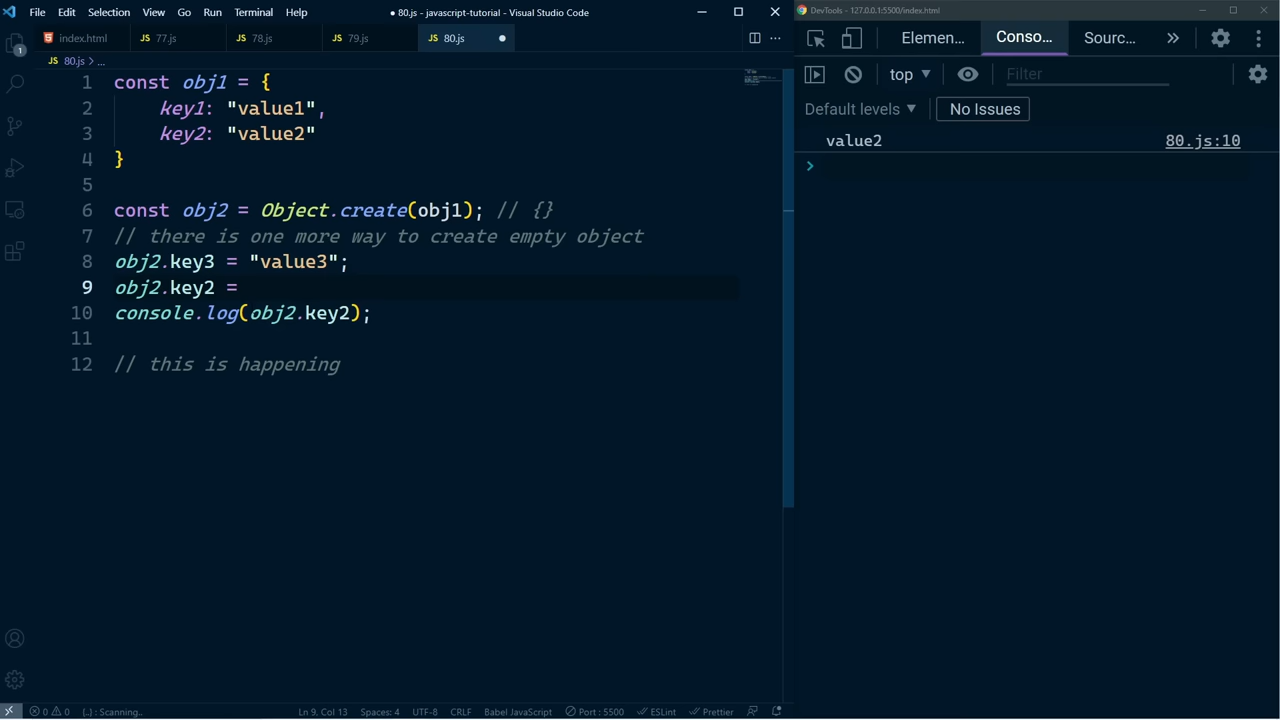 File Edit Selection View Go Run Terminal Help
● 80.js - javascript-tutorial - Visual Studio Code
index.html JS 77.js JS 78.js JS 79.js JS 80.js
JS 80.js > ...
1 const obj1 = {
2 key1: "value1",
3 key2: "value2"
4 }
5
6 const obj2 = Object.create(obj1); // {}
7 // there is one more way to create empty object
8 obj2.key3 = "value3";
9 obj2.key2 =
10 console.log(obj2.key2);
11
12 // this is happening
1
0 0 {..} : Scanning.. Ln 9, Col 13 Spaces: 4 UTF-8 CRLF Babel JavaScript Port : 5500 ESLint Prettier
DevTools - 127.0.0.1:5500/index.html
Elemen... Conso... Sourc... »
top ▼ Filter
Default levels ▼ No Issues
value2 80.js:10
>